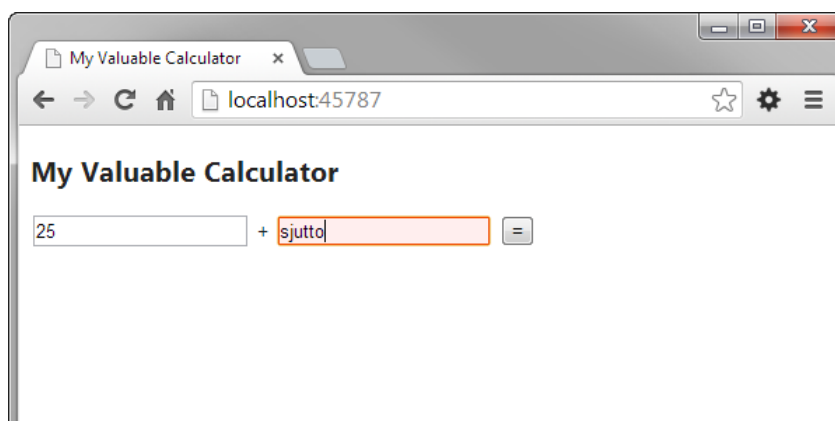 My Valuable Calculator
localhost:45787
My Valuable Calculator
25 + sjutto =